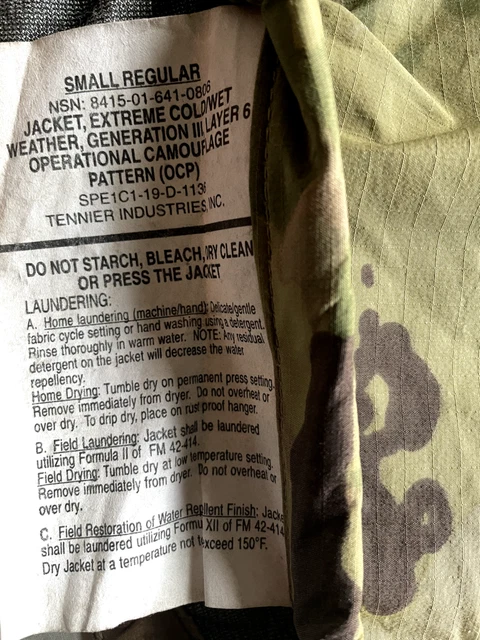 SMALL REGULAR
NSN: 8415-01-641-0806
JACKET, EXTREME COLD/WET
WEATHER, GENERATION III, LAYER 6
OPERATIONAL CAMOUFLAGE
PATTERN (OCP)
SPE1C1-19-D-1136
TENNIER INDUSTRIES, INC.
DO NOT STARCH, BLEACH, DRY CLEAN
OR PRESS THE JACKET
LAUNDERING:
A. Home laundering (machine/hand): Delicate/gentle
fabric cycle setting or hand washing using a detergent.
Rinse thoroughly in warm water. NOTE: Any residual
detergent on the jacket will decrease the water
repellency.
Home Drying: Tumble dry on permanent press setting.
Remove immediately from dryer. Do not overheat or
over dry. To drip dry, place on rust proof hanger.
B. Field Laundering: Jacket shall be laundered
utilizing Formula II of FM 42-414.
Field Drying: Tumble dry at low temperature setting.
Remove immediately from dryer. Do not overheat or
over dry.
C. Field Restoration of Water Repellent Finish: Jacket
shall be laundered utilizing Formula XII of FM 42-414
Dry Jacket at a temperature not to exceed 150°F.